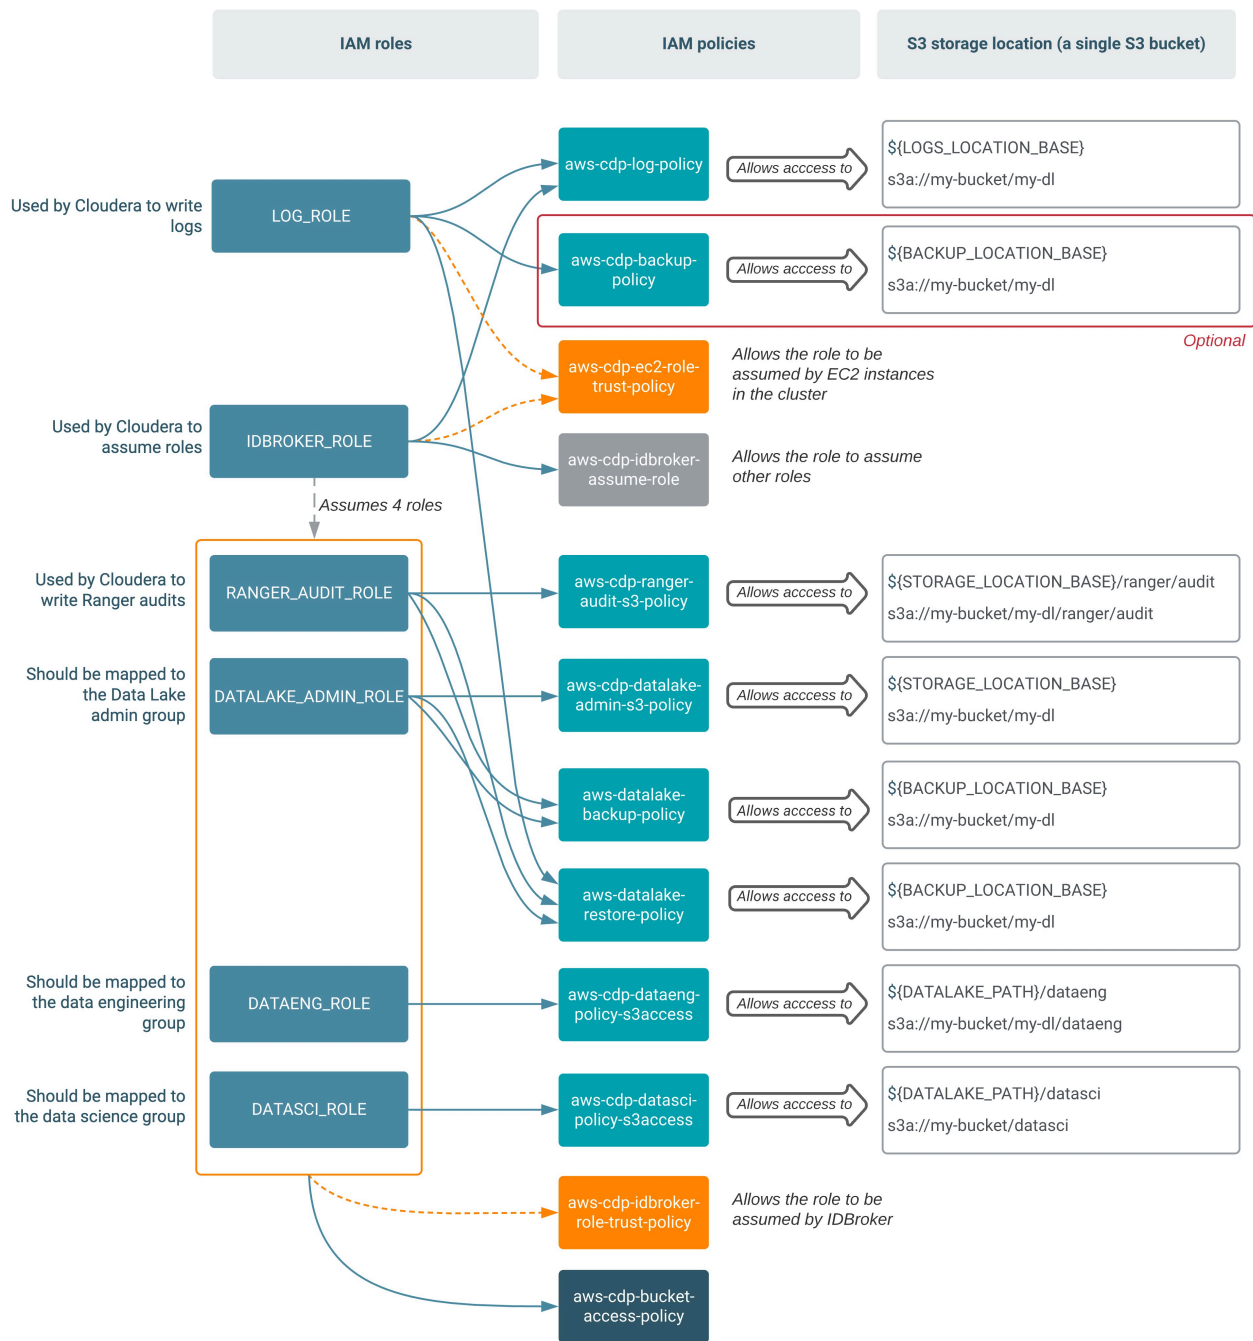 IAM roles
IAM policies
S3 storage location (a single S3 bucket)
Used by Cloudera to write
logs
LOG_ROLE
aws-cdp-log-policy
Allows acccess to
${LOGS_LOCATION_BASE}
s3a://my-bucket/my-dl
aws-cdp-backup-
policy
Allows acccess to
${BACKUP_LOCATION_BASE}
s3a://my-bucket/my-dl
Optional
aws-cdp-ec2-role-
trust-policy
Allows the role to be
assumed by EC2 instances
in the cluster
Used by Cloudera to
assume roles
IDBROKER_ROLE
aws-cdp-idbroker-
assume-role
Allows the role to assume
other roles
Assumes 4 roles
Used by Cloudera to
write Ranger audits
RANGER_AUDIT_ROLE
aws-cdp-ranger-
audit-s3-policy
Allows acccess to
${STORAGE_LOCATION_BASE}/ranger/audit
s3a://my-bucket/my-dl/ranger/audit
Should be mapped to
the Data Lake
admin group
DATALAKE_ADMIN_ROLE
aws-cdp-datalake-
admin-s3-policy
Allows acccess to
${STORAGE_LOCATION_BASE}
s3a://my-bucket/my-dl
aws-datalake-
backup-policy
Allows acccess to
${BACKUP_LOCATION_BASE}
s3a://my-bucket/my-dl
aws-datalake-
restore-policy
Allows acccess to
${BACKUP_LOCATION_BASE}
s3a://my-bucket/my-dl
Should be mapped to
the data engineering
group
DATAENG_ROLE
aws-cdp-dataeng-
policy-s3access
Allows acccess to
${DATALAKE_PATH}/dataeng
s3a://my-bucket/my-dl/dataeng
Should be mapped to
the data science group
DATASCI_ROLE
aws-cdp-datasci-
policy-s3access
Allows acccess to
${DATALAKE_PATH}/datasci
s3a://my-bucket/datasci
aws-cdp-idbroker-
role-trust-policy
Allows the role to be
assumed by IDBroker
aws-cdp-bucket-
access-policy